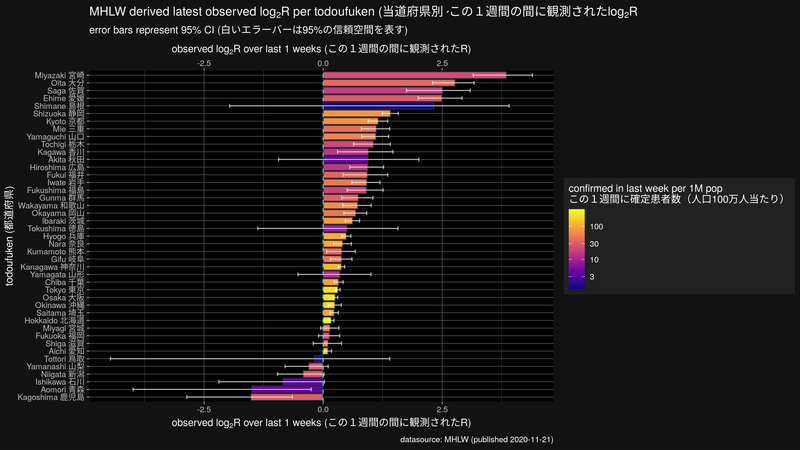 MHLW derived latest observed log₂R per todoufuken (当道府県別 -この１週間の間に観測されたlog₂R
error bars represent 95% CI (白いエラーバーは95%の信頼空間を表す)
observed log₂R over last 1 weeks (この１週間の間に観測されたR)
-2.5 0.0 2.5
todoufuken (都道府県)
Miyazaki 宮崎
Oita 大分
Saga 佐賀
Ehime 愛媛
Shimane 島根
Shizuoka 静岡
Kyoto 京都
Mie 三重
Yamaguchi 山口
Tochigi 栃木
Kagawa 香川
Akita 秋田
Hiroshima 広島
Fukui 福井
Iwate 岩手
Fukushima 福島
Gunma 群馬
Wakayama 和歌山
Okayama 岡山
Ibaraki 茨城
Tokushima 徳島
Hyogo 兵庫
Nara 奈良
Kumamoto 熊本
Gifu 岐阜
Kanagawa 神奈川
Yamagata 山形
Chiba 千葉
Tokyo 東京
Osaka 大阪
Okinawa 沖縄
Saitama 埼玉
Hokkaido 北海道
Miyagi 宮城
Fukuoka 福岡
Shiga 滋賀
Aichi 愛知
Tottori 鳥取
Yamanashi 山梨
Niigata 新潟
Ishikawa 石川
Aomori 青森
Kagoshima 鹿児島
-2.5 0.0 2.5
observed log₂R over last 1 weeks (この１週間の間に観測されたR)
confirmed in last week per 1M pop
この１週間に確定患者数（人口100万人当たり）
100
30
10
3
datasource: MHLW (published 2020-11-21)